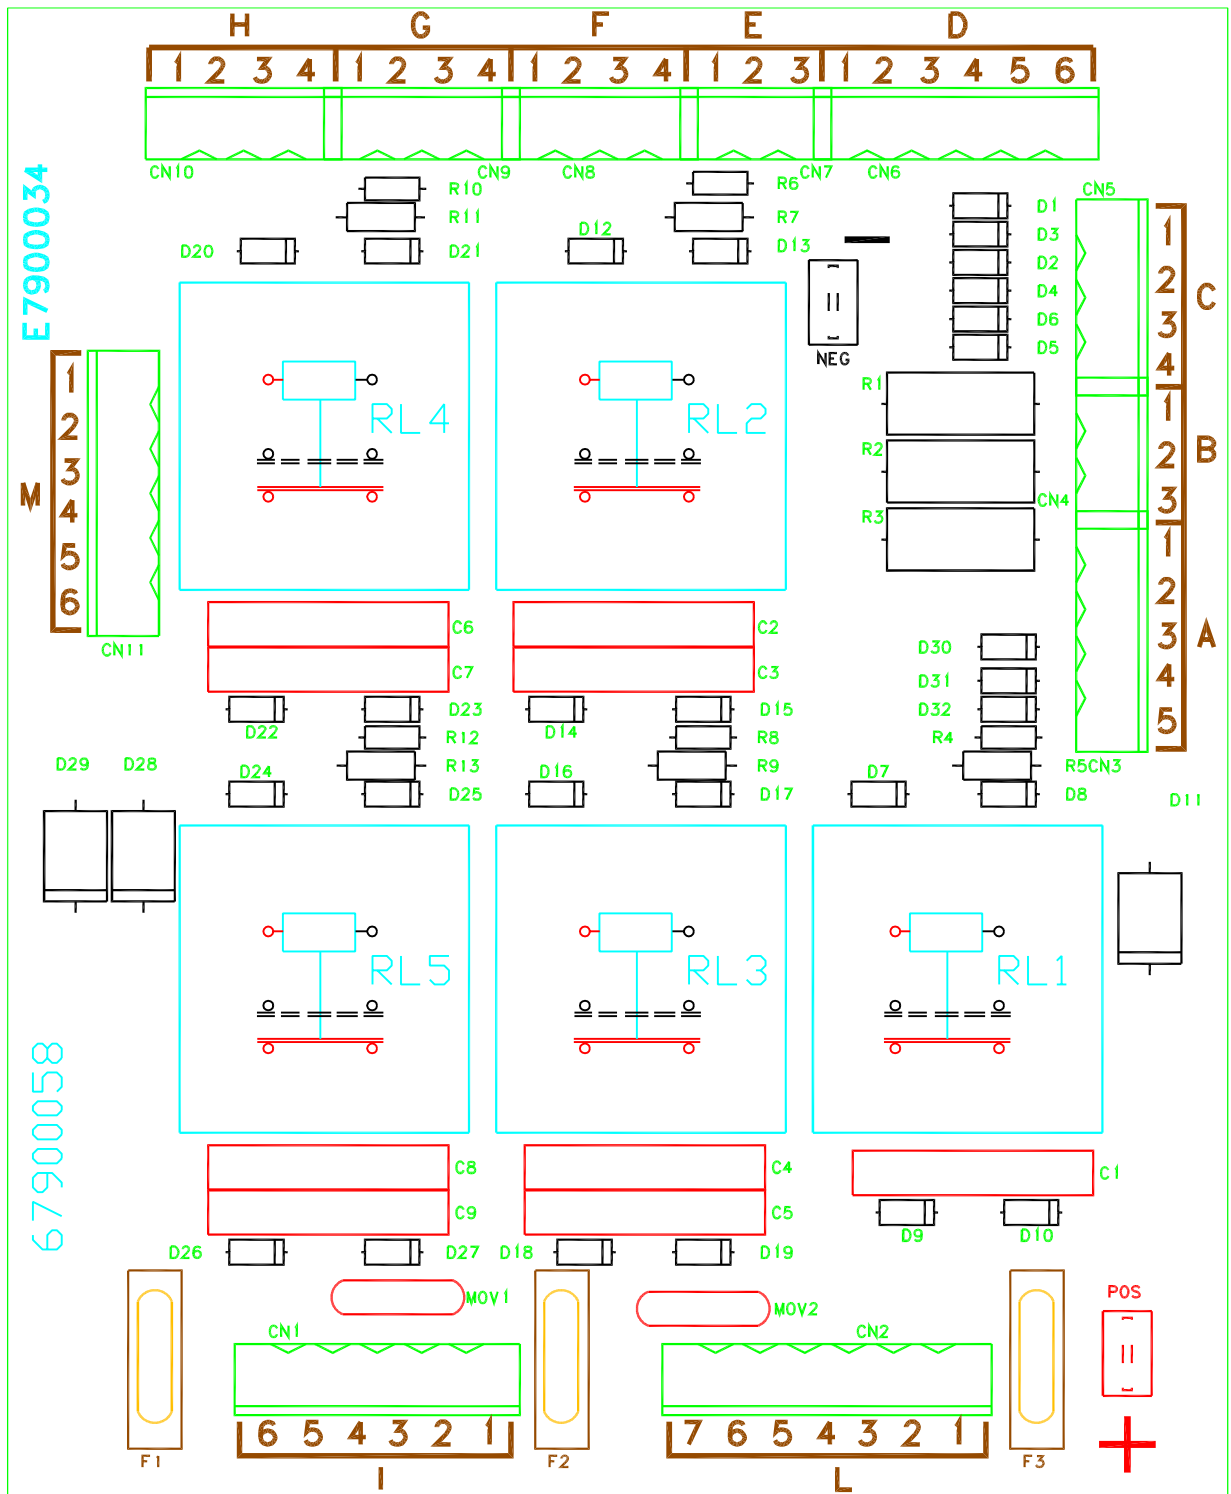 H G F E D
1 2 3 4 1 2 3 4 1 2 3 4 1 2 3 1 2 3 4 5 6
CN10 CN9 CN8 CN7 CN6
E7900034
CN5
R10 R6
R11 R7
D20 D21 D12 D13
D1
D3
D2
D4
D6
D5
NEG
1
2
3
4
C
R1
R2
R3
CN4
1
2
3
B
1
2
3
4
5
A
M
1
2
3
4
5
6
CN11
RL4 RL2
C6 C2
C7 C3
D30
D31
D32
R4
R5 CN3
D23 D15
D22 D14
R12 R8
R13 R9
D29 D28 D24 D16 D7
D25 D17 D8
D11
RL5 RL3 RL1
67900058
C8 C4 C1
C9 C5
D9 D10
D26 D27 D18 D19
MOV1 MOV2
POS
CN1 CN2
6 5 4 3 2 1 7 6 5 4 3 2 1
F1 F2 F3
I L
+